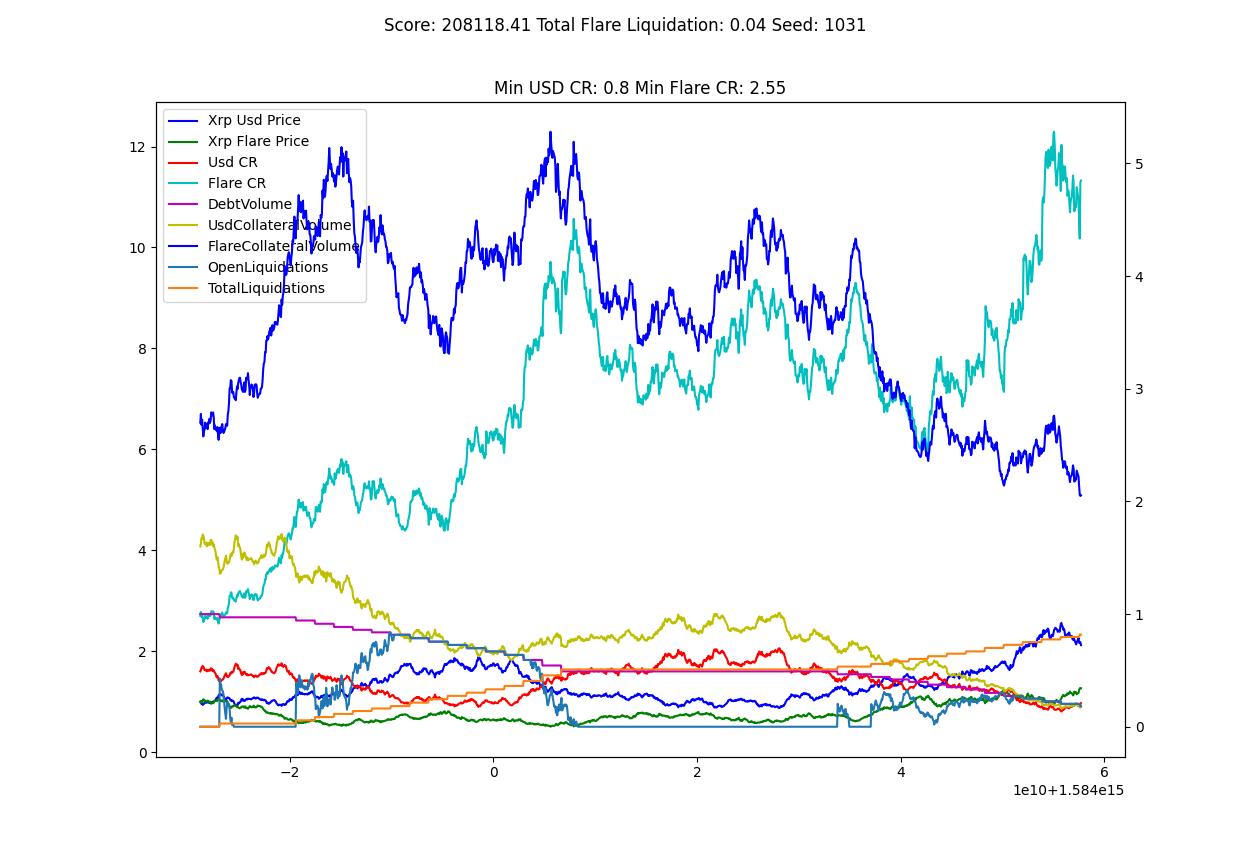 Score: 208118.41 Total Flare Liquidation: 0.04 Seed: 1031
Min USD CR: 0.8 Min Flare CR: 2.55
Xrp Usd Price
Xrp Flare Price
Usd CR
Flare CR
DebtVolume
UsdCollateralVolume
FlareCollateralVolume
OpenLiquidations
TotalLiquidations
12
10
8
6
4
2
0
5
4
3
2
1
0
−2
0
2
4
6
1e10+1.584e15